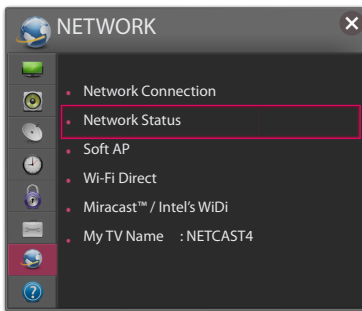 NETWORK
Network Connection
Network Status
Soft AP
Wi-Fi Direct
Miracast™ / Intel's WiDi
My TV Name : NETCAST4